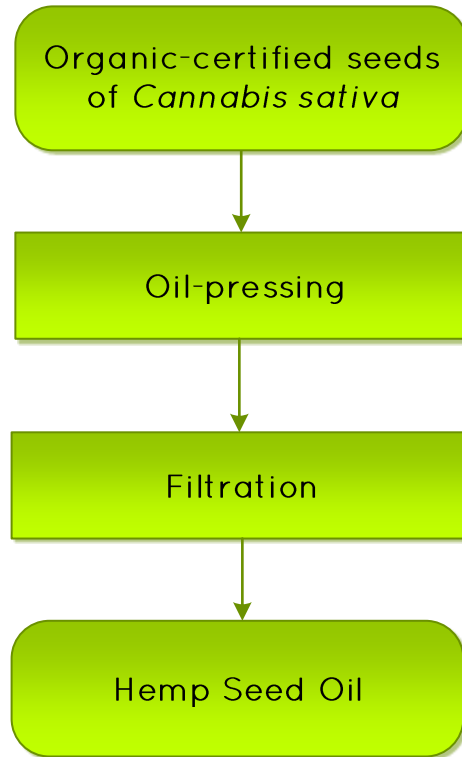 Organic-certified seeds
of Cannabis sativa
Oil-pressing
Filtration
Hemp Seed Oil